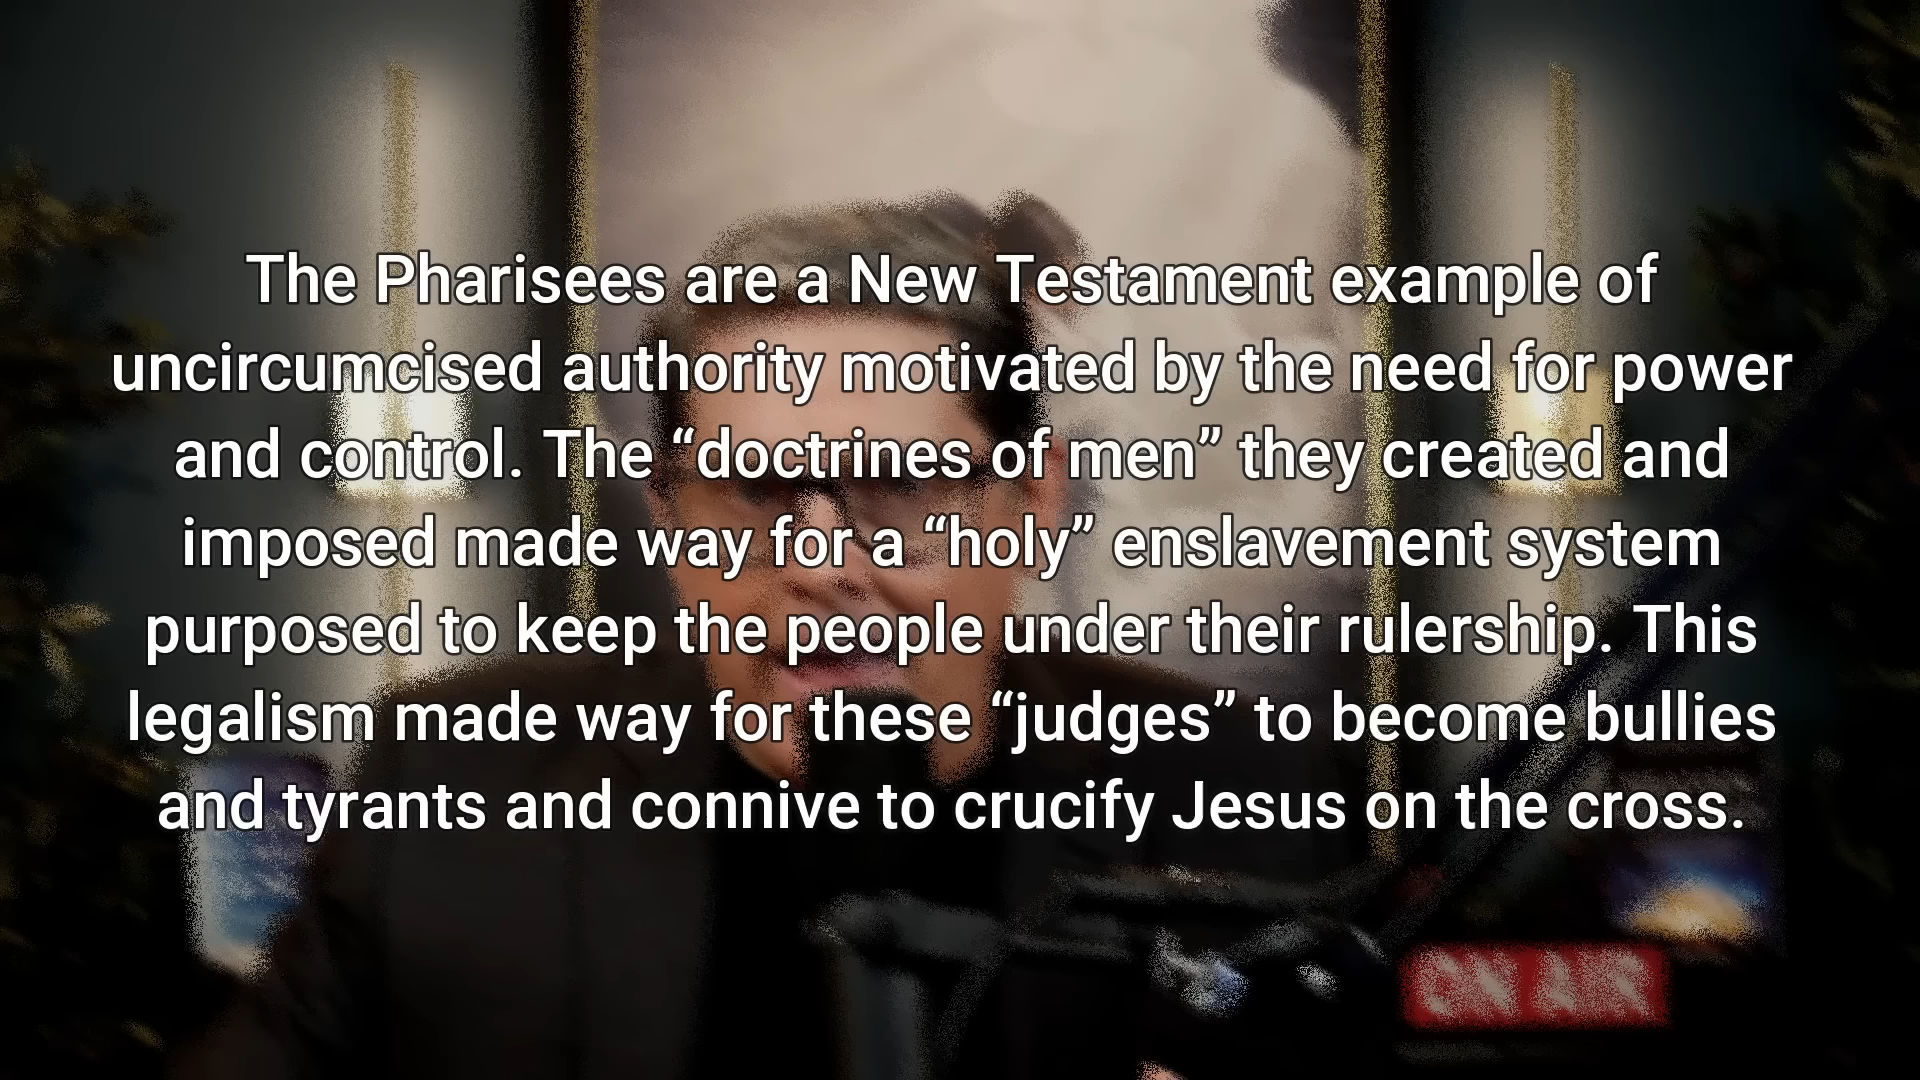 The Pharisees are a New Testament example of
uncircumcised authority motivated by the need for power
and control. The “doctrines of men” they created and
imposed made way for a “holy” enslavement system
purposed to keep the people under their rulership. This
legalism made way for these “judges” to become bullies
and tyrants and connive to crucify Jesus on the cross.
ON AIR